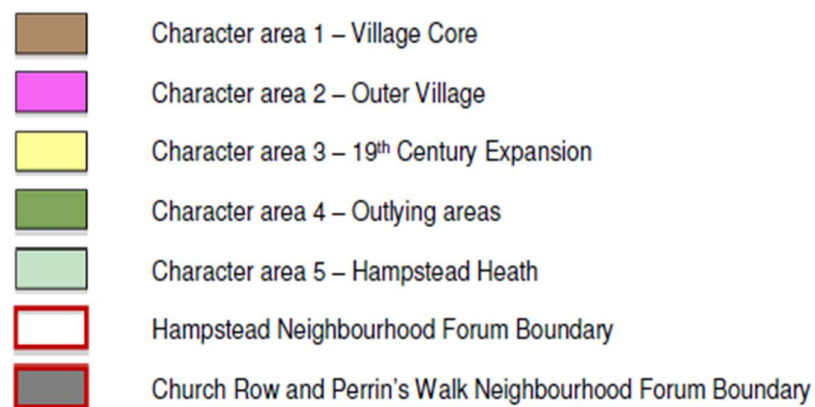 Character area 1 – Village Core
Character area 2 – Outer Village
Character area 3 – 19th Century Expansion
Character area 4 – Outlying areas
Character area 5 – Hampstead Heath
Hampstead Neighbourhood Forum Boundary
Church Row and Perrin's Walk Neighbourhood Forum Boundary